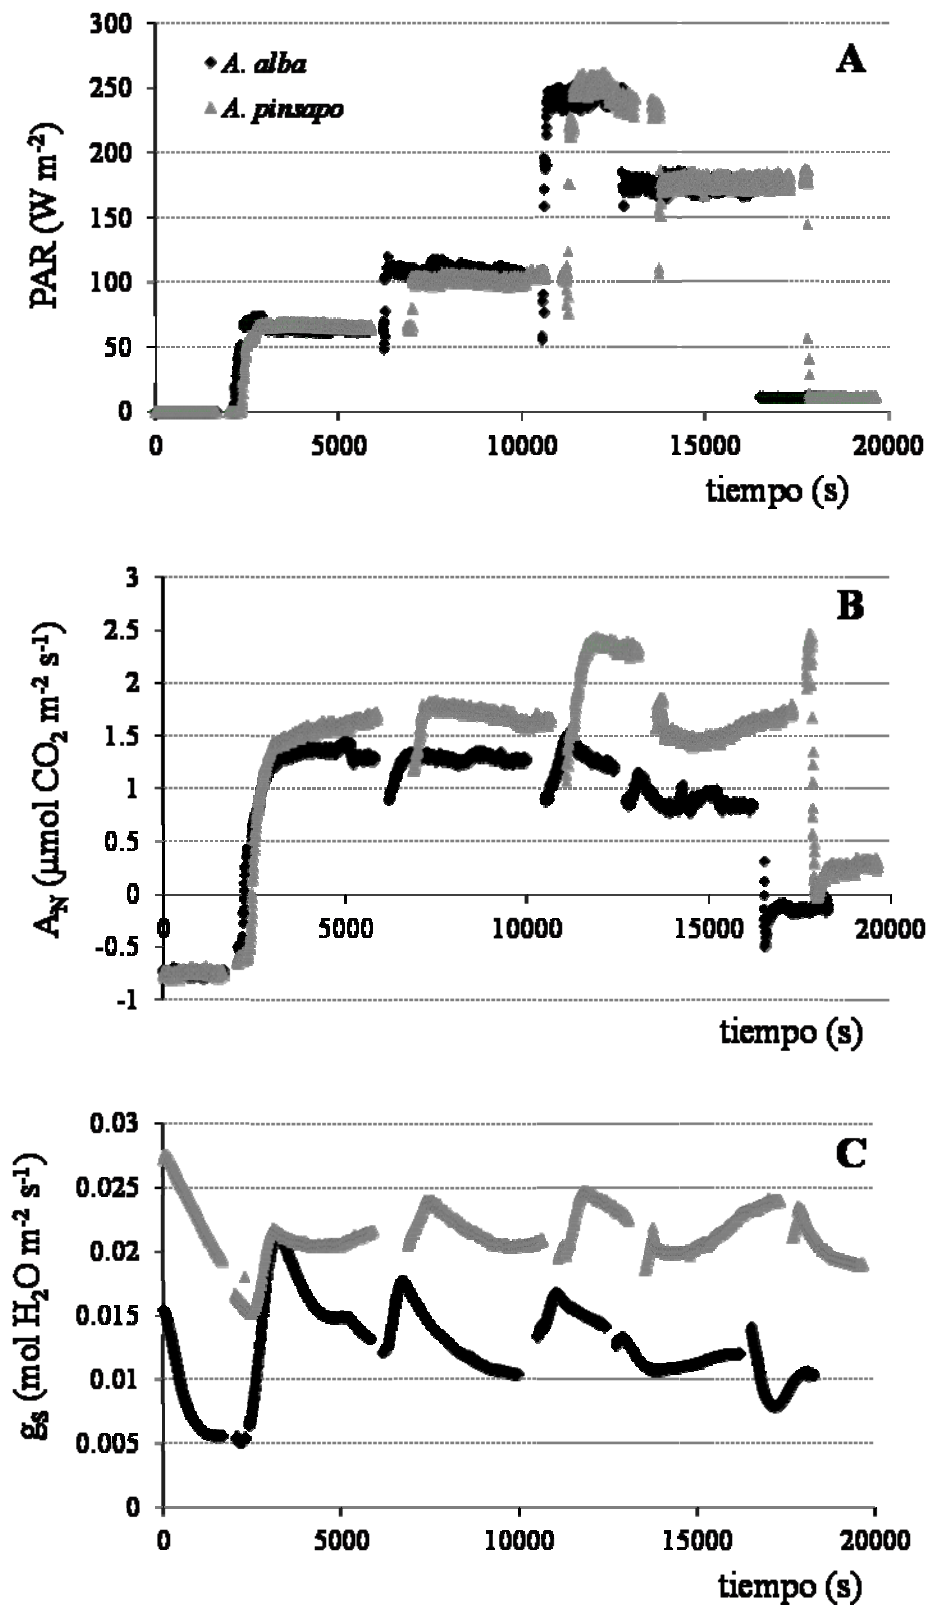 300
A
A. alba
250
A. pinsapo
200
PAR (W m-2)
150
100
50
0
0 5000 10000 15000 20000
tiempo (s)
3
B
2.5
2
1.5
AN (µmol CO2 m-2 s-1)
1
0.5
0
0 5000 10000 15000 20000
-0.5
-1
tiempo (s)
0.03
C
0.025
0.02
gs (mol H2O m-2 s-1)
0.015
0.01
0.005
0
0 5000 10000 15000 20000
tiempo (s)